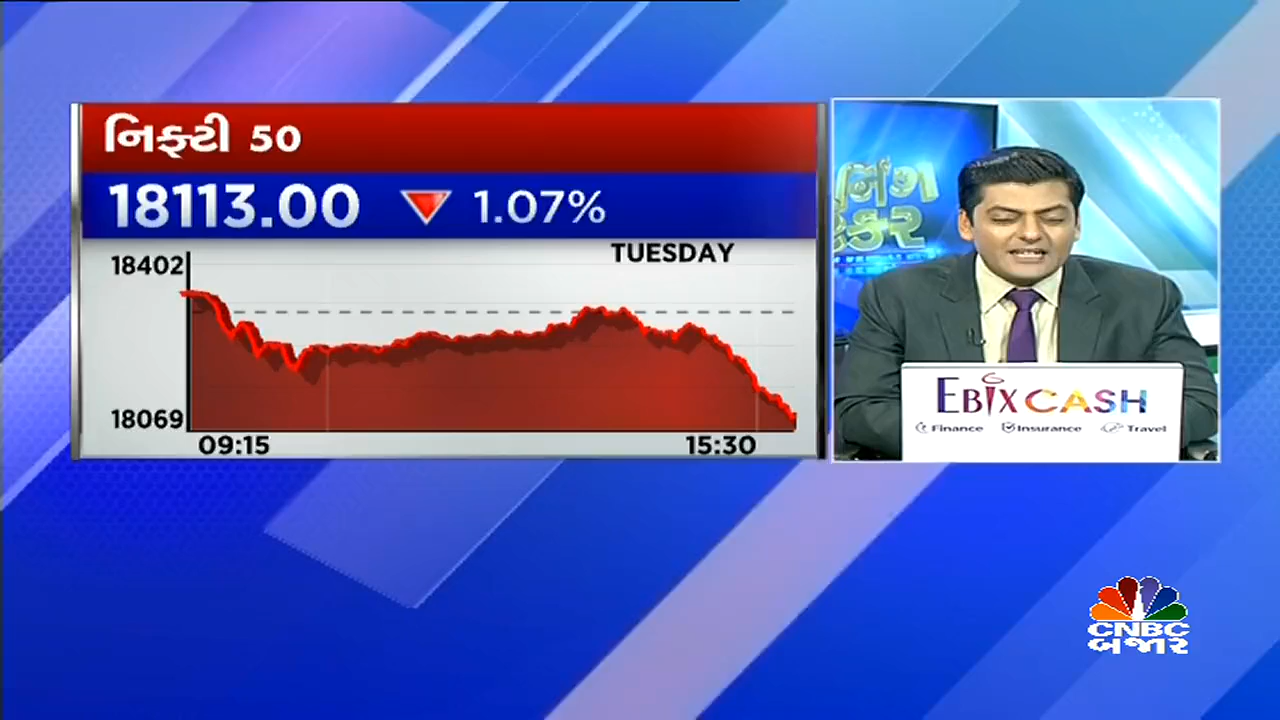 નિફ્ટી 50
18113.00 1.07%
TUESDAY
18402
18069
09:15 15:30
EBIXCASH
Finance Insurance Travel
CNBC
બજાર